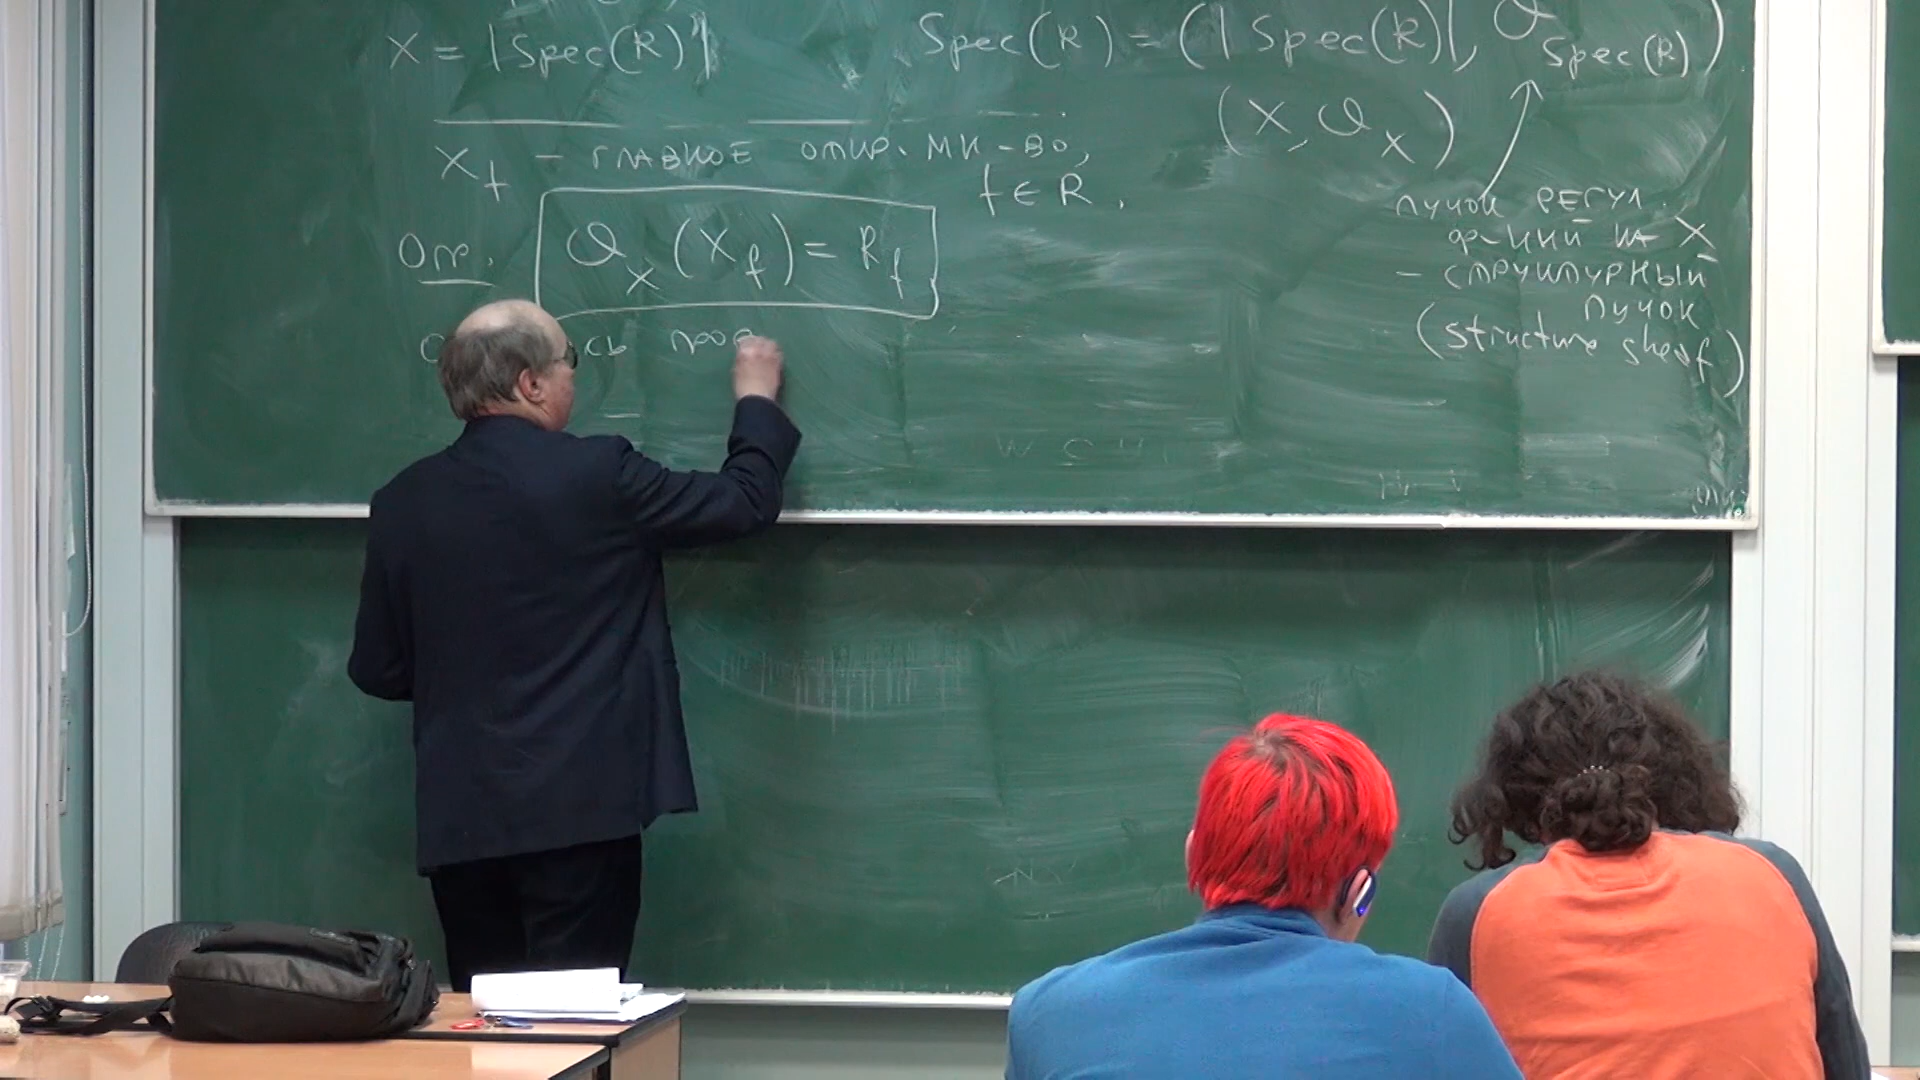 X = |Spec(R)|
X_f – главное откр. мн-во,
f ∈ R.
Опр. O_X(X_f) = R_f
Spec(R) = (|Spec(R)|, O_Spec(R))
(X, O_X)
пучок регул.
ф-ций на X
– структурный
пучок
(structure sheaf)